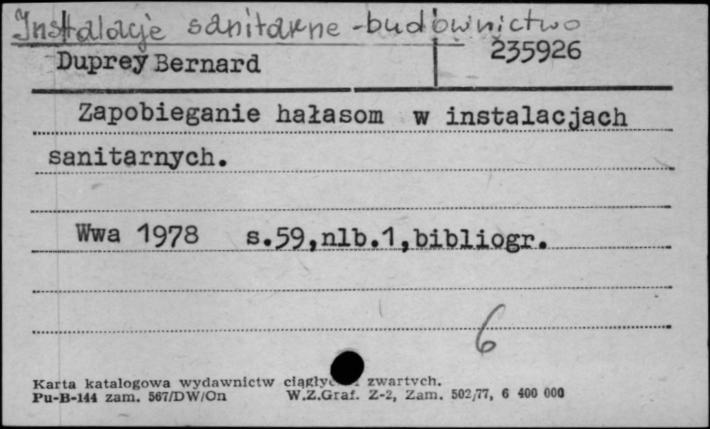 Instalacje sanitarne - budownictwo
Duprey Bernard 235926
Zapobieganie hałasom w instalacjach
sanitarnych.
Wwa 1978 s.59,nlb.1,bibliogr.
6
Karta katalogowa wydawnictw zwartych.
Pu-B-144 zam. 567/DW/On W.Z.Graf. Z-2, Zam. 502/77, 6 400 000